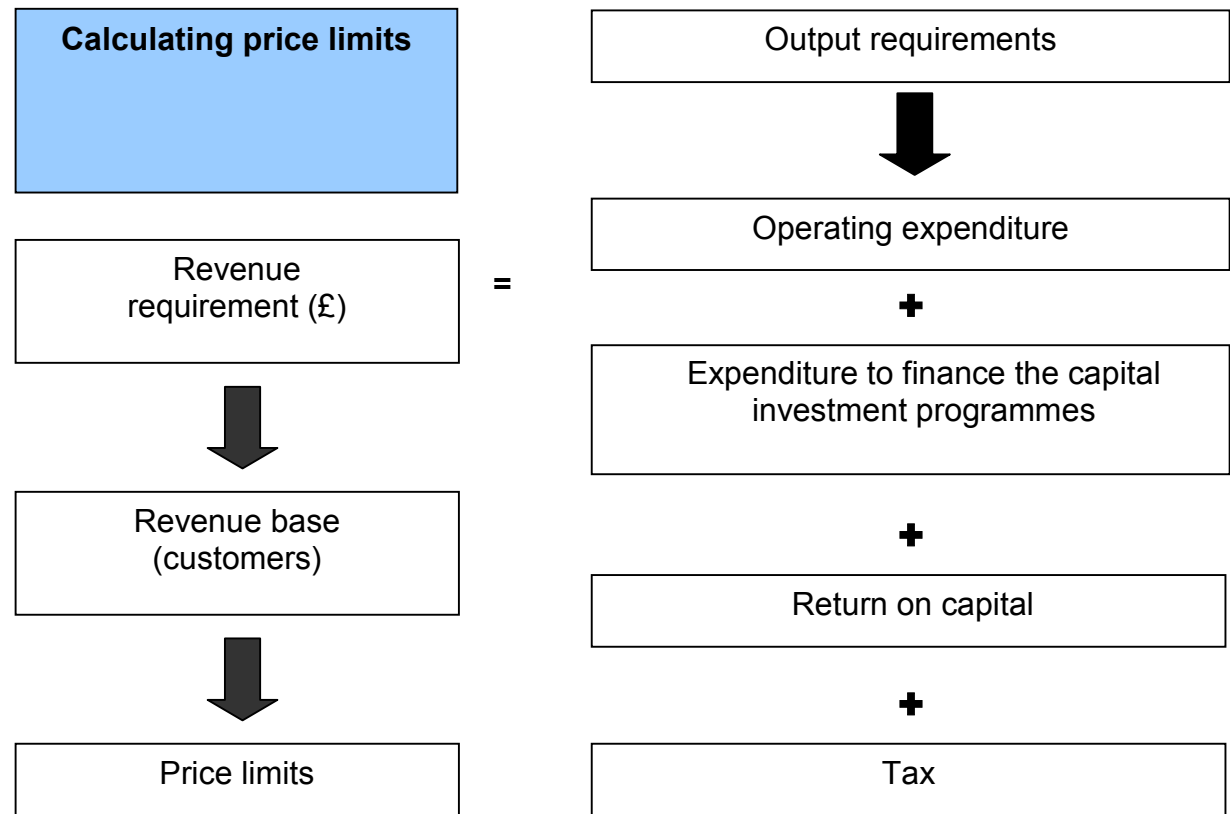 Calculating price limits
Output requirements
Operating expenditure
Revenue
requirement (£)
=
+
Expenditure to finance the capital
investment programmes
+
Revenue base
(customers)
Return on capital
+
Price limits
Tax